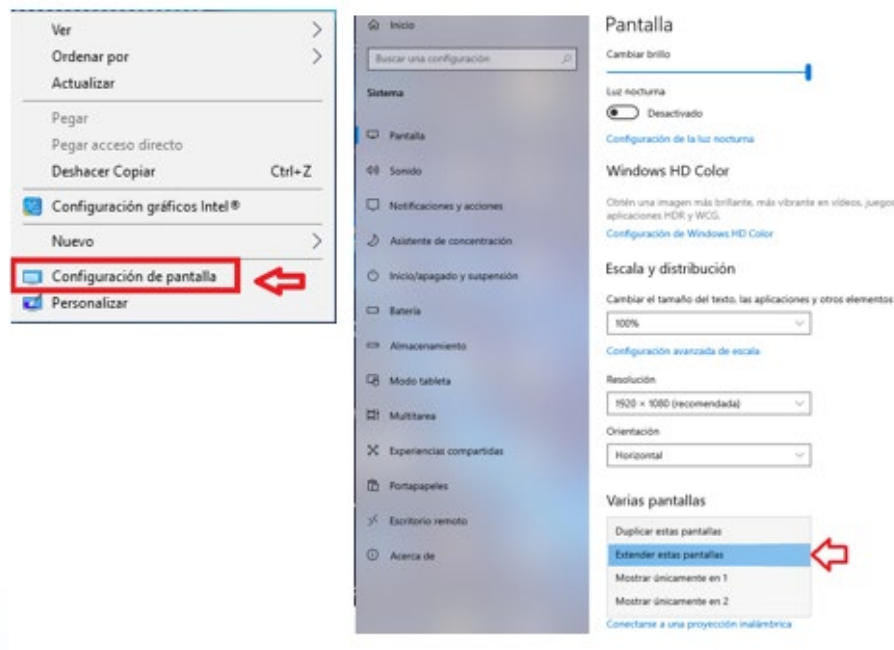 Ver
Ordenar por
Actualizar
Pegar
Pegar acceso directo
Deshacer Copiar Ctrl+Z
Configuración gráficos Intel®
Nuevo
Configuración de pantalla
Personalizar
Inicio
Buscar una configuración
Sistema
Pantalla
Sonido
Notificaciones y acciones
Asistente de concentración
Inicio/apagado y suspensión
Batería
Almacenamiento
Modo tableta
Multitarea
Experiencias compartidas
Portapapeles
Escritorio remoto
Acerca de
Pantalla
Cambiar brillo
Luz nocturna
Desactivado
Configuración de la luz nocturna
Windows HD Color
Obtén una imagen más brillante, más vibrante en vídeos, juegos
aplicaciones HDR y WCG.
Configuración de Windows HD Color
Escala y distribución
Cambiar el tamaño del texto, las aplicaciones y otros elementos
100%
Configuración avanzada de escala
Resolución
1920 × 1080 (recomendada)
Orientación
Horizontal
Varias pantallas
Duplicar estas pantallas
Extender estas pantallas
Mostrar únicamente en 1
Mostrar únicamente en 2
Conectarse a una proyección inalámbrica